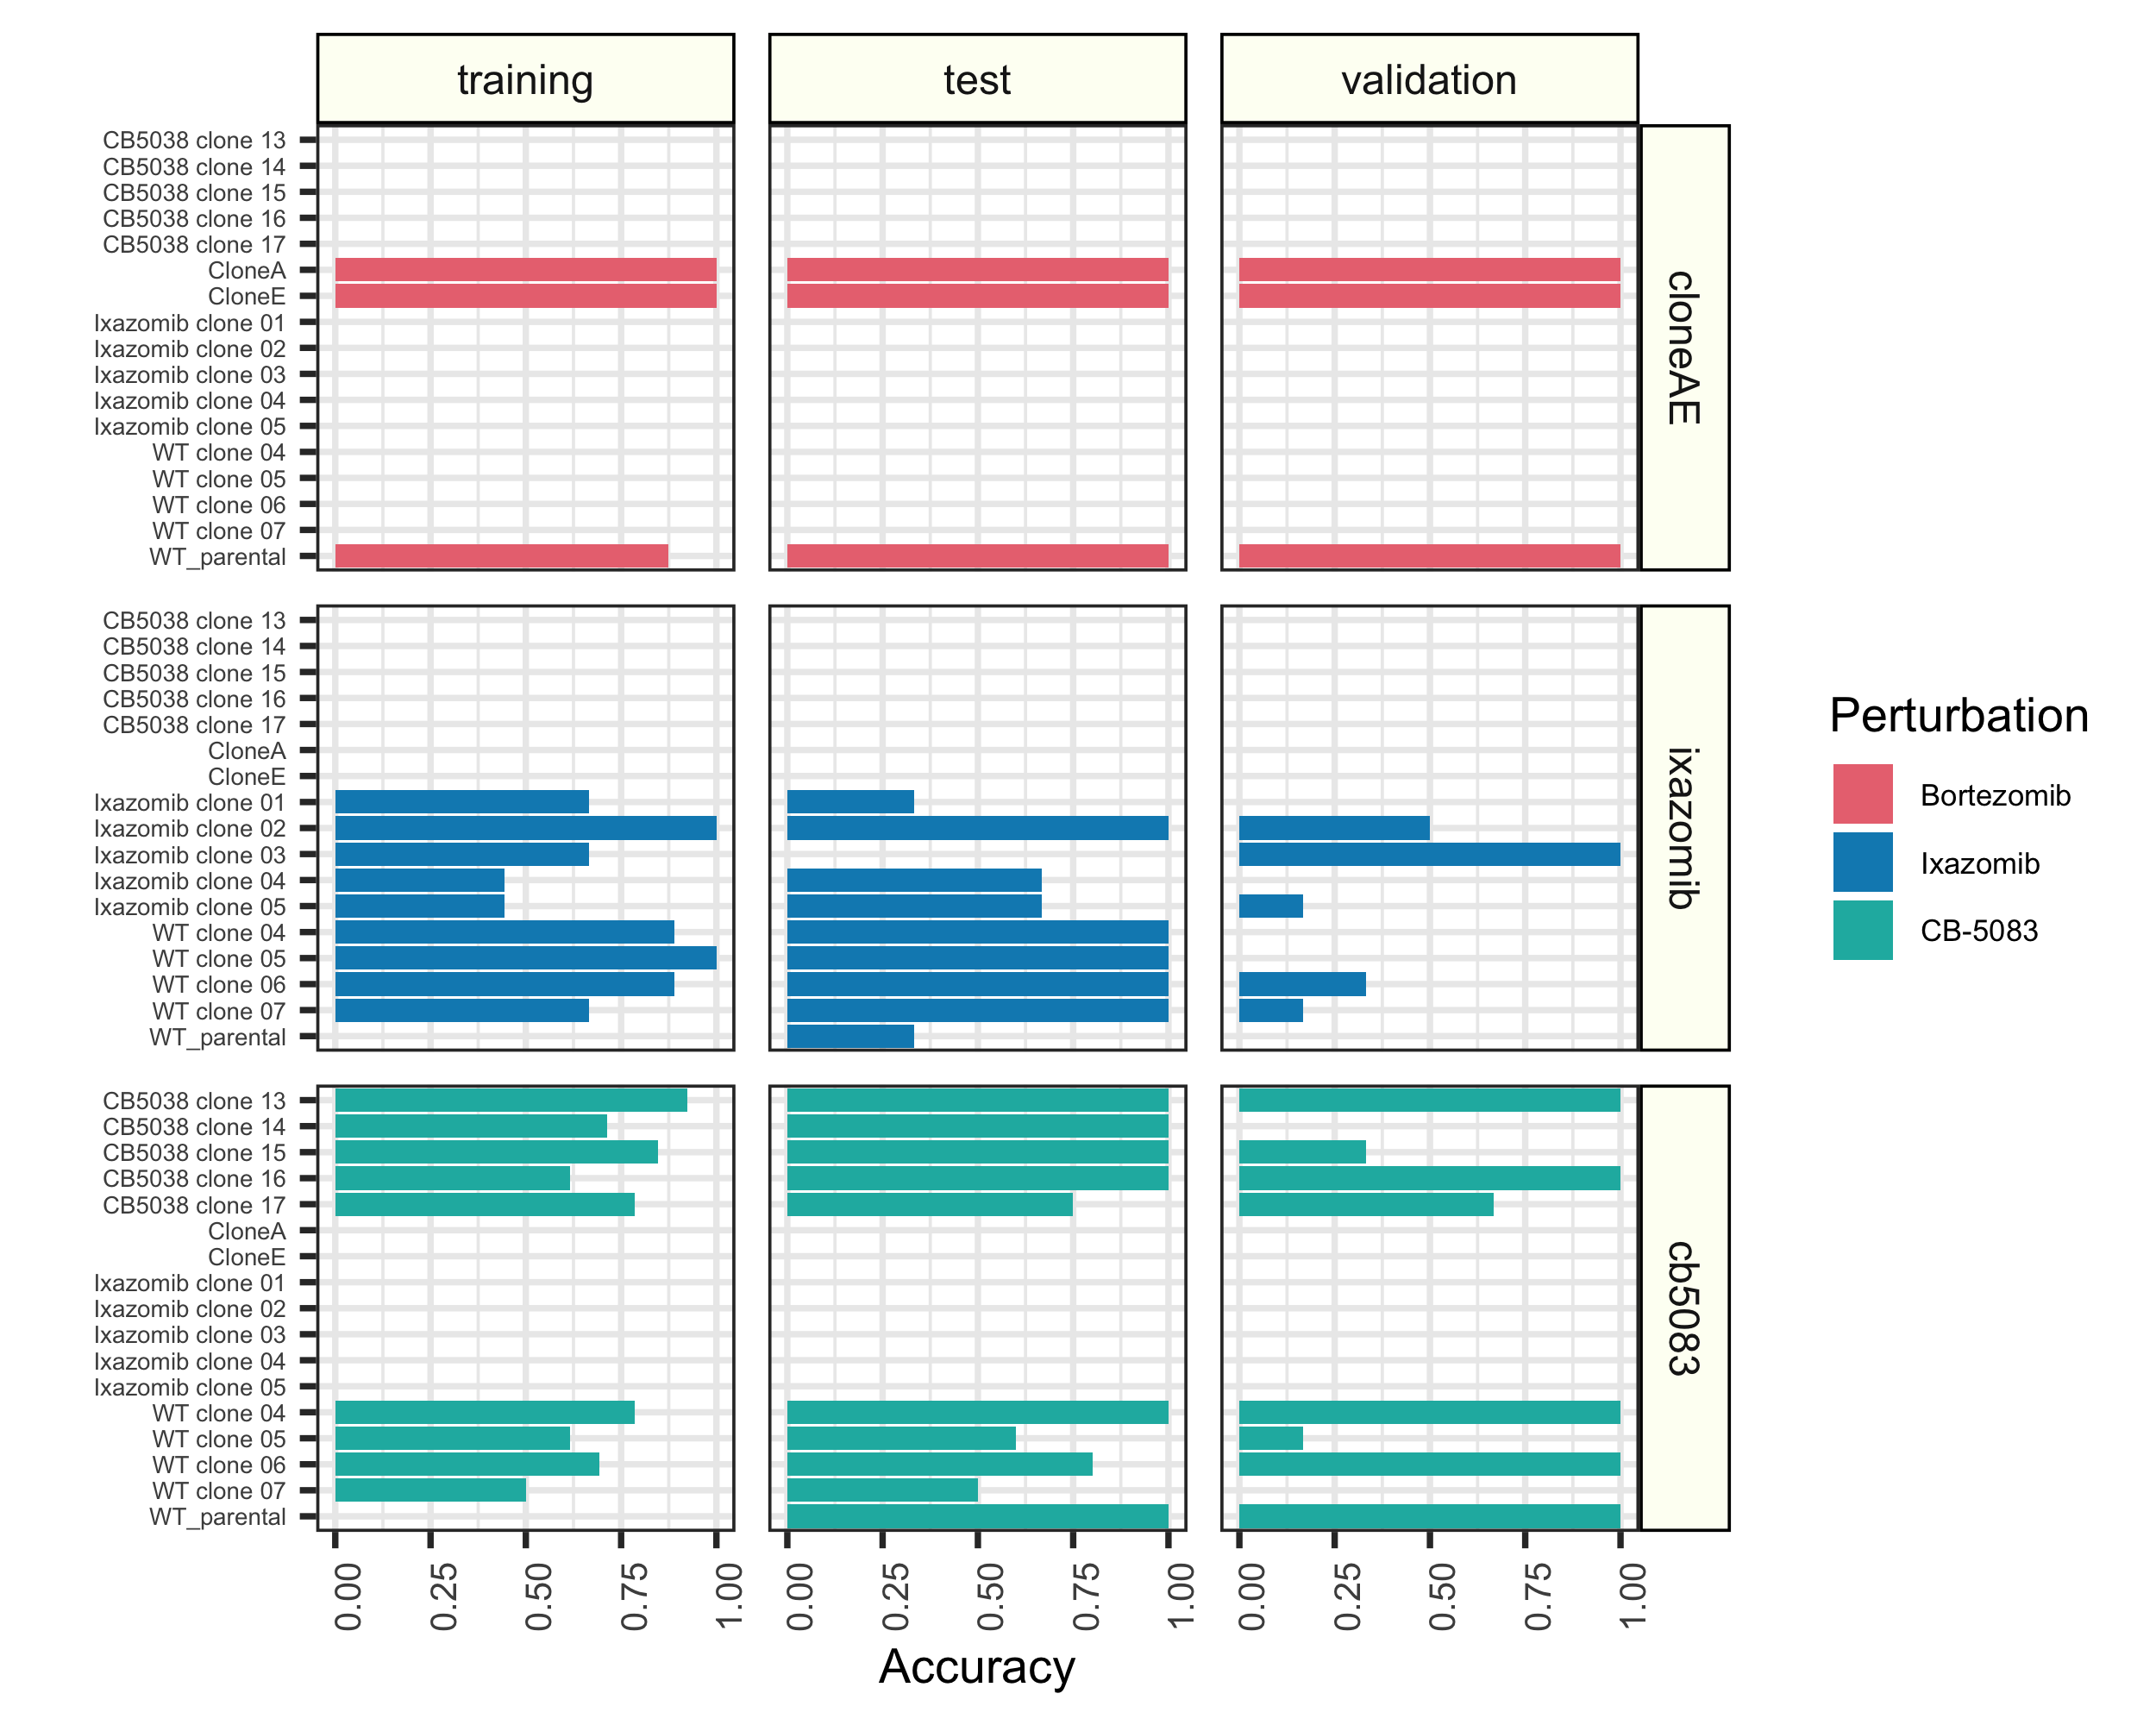 training
test
validation
CB5038 clone 13
CB5038 clone 14
CB5038 clone 15
CB5038 clone 16
CB5038 clone 17
CloneA
CloneE
Ixazomib clone 01
Ixazomib clone 02
Ixazomib clone 03
Ixazomib clone 04
Ixazomib clone 05
WT clone 04
WT clone 05
WT clone 06
WT clone 07
WT_parental
cloneAE
CB5038 clone 13
CB5038 clone 14
CB5038 clone 15
CB5038 clone 16
CB5038 clone 17
CloneA
CloneE
Ixazomib clone 01
Ixazomib clone 02
Ixazomib clone 03
Ixazomib clone 04
Ixazomib clone 05
WT clone 04
WT clone 05
WT clone 06
WT clone 07
WT_parental
ixazomib
CB5038 clone 13
CB5038 clone 14
CB5038 clone 15
CB5038 clone 16
CB5038 clone 17
CloneA
CloneE
Ixazomib clone 01
Ixazomib clone 02
Ixazomib clone 03
Ixazomib clone 04
Ixazomib clone 05
WT clone 04
WT clone 05
WT clone 06
WT clone 07
WT_parental
cb5083
0.00 0.25 0.50 0.75 1.00
0.00 0.25 0.50 0.75 1.00
0.00 0.25 0.50 0.75 1.00
Accuracy
Perturbation
Bortezomib
Ixazomib
CB-5083